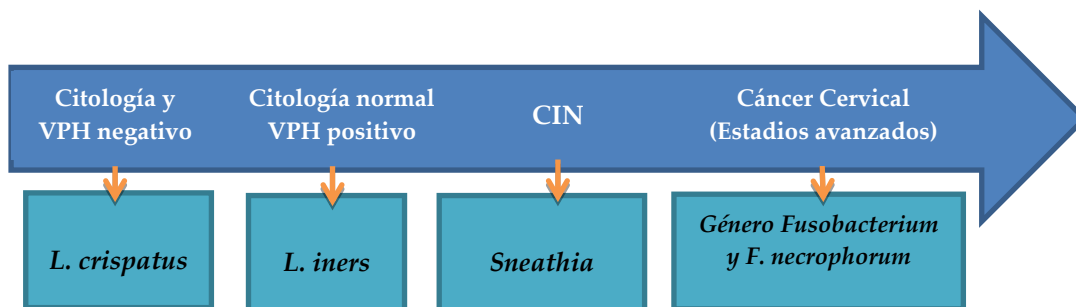 Citología y
VPH negativo
Citología normal
VPH positivo
CIN
Cáncer Cervical
(Estadios avanzados)
L. crispatus
L. iners
Sneathia
Género Fusobacterium
y F. necrophorum